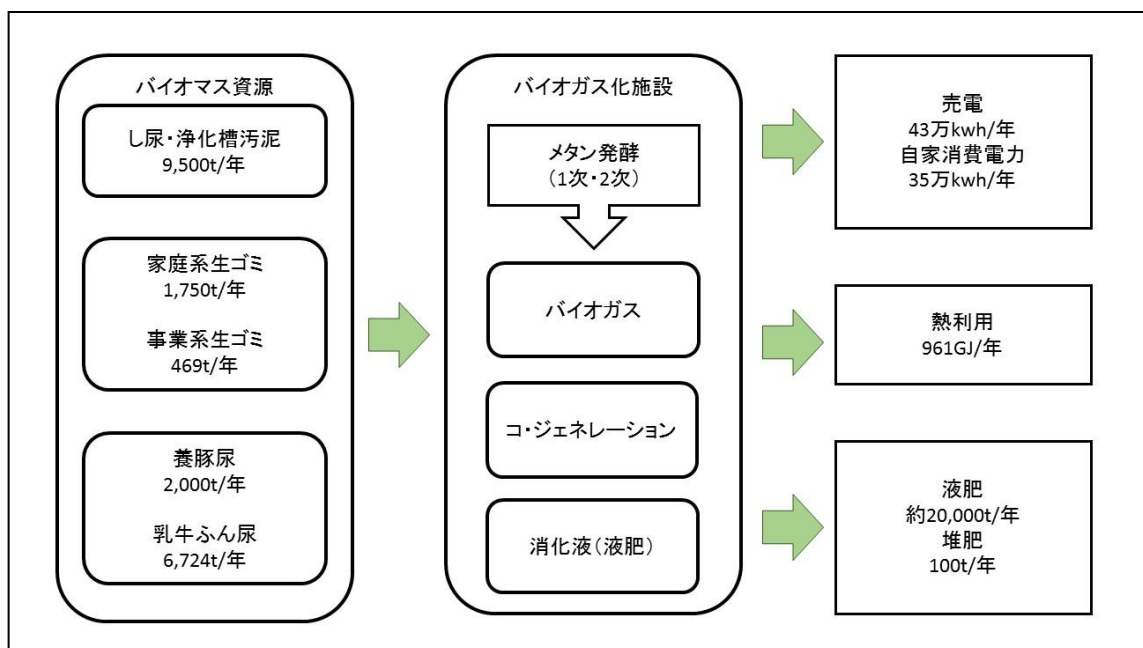 バイオマス資源
し尿・浄化槽汚泥
9,500t/年
家庭系生ゴミ
1,750t/年
事業系生ゴミ
469t/年
養豚尿
2,000t/年
乳牛ふん尿
6,724t/年
バイオガス化施設
メタン発酵
(1次・2次)
バイオガス
コ・ジェネレーション
消化液(液肥)
売電
43万kwh/年
自家消費電力
35万kwh/年
熱利用
961GJ/年
液肥
約20,000t/年
堆肥
100t/年